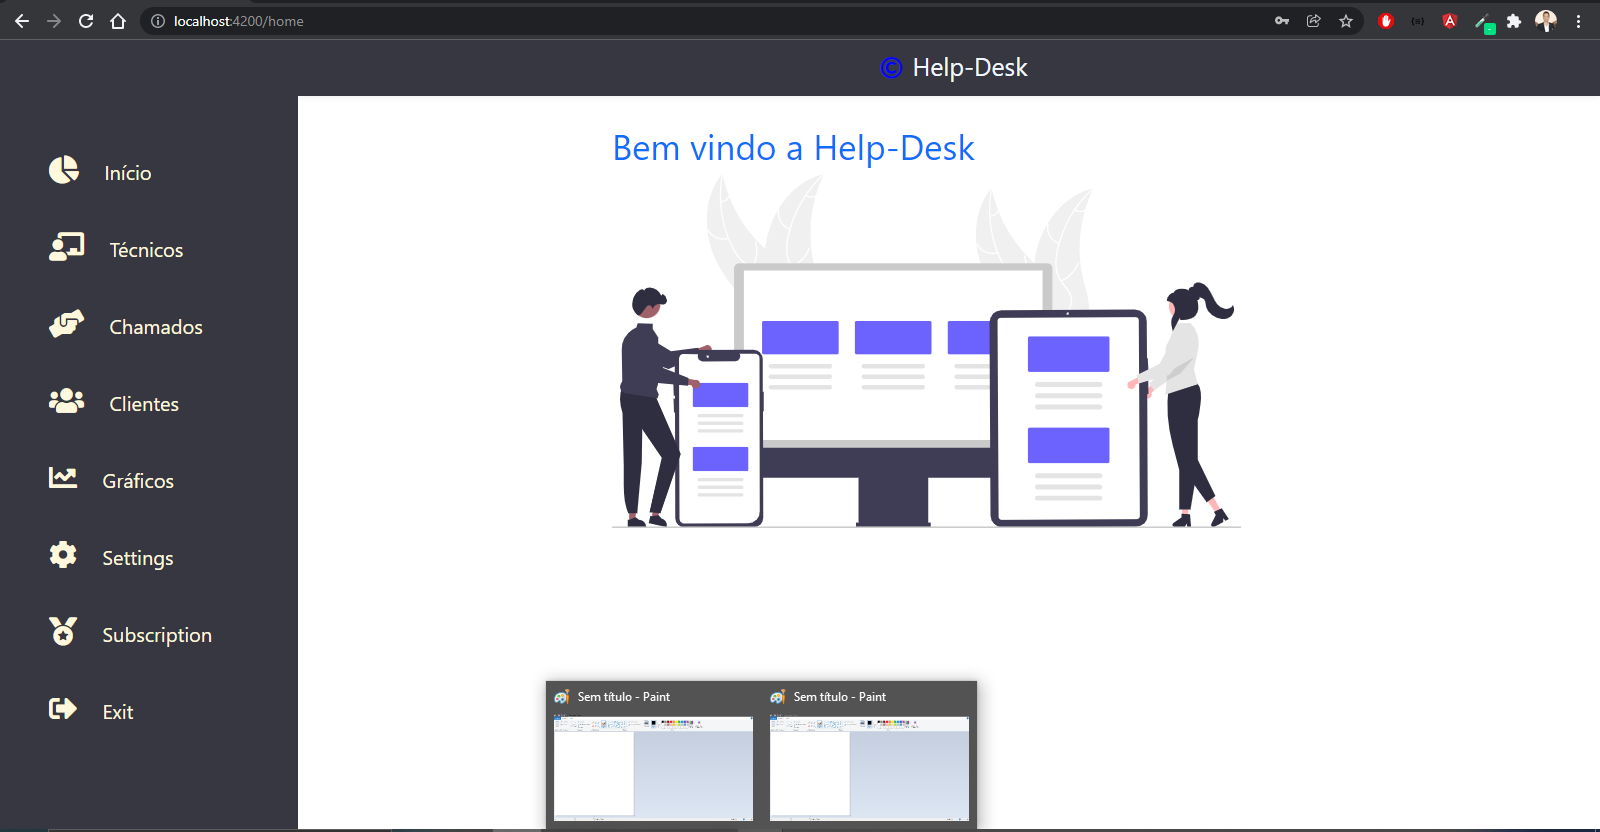 localhost:4200/home
© Help-Desk
Bem vindo a Help-Desk
Início
Técnicos
Chamados
Clientes
Gráficos
Settings
Subscription
Exit
Sem título - Paint
Sem título - Paint